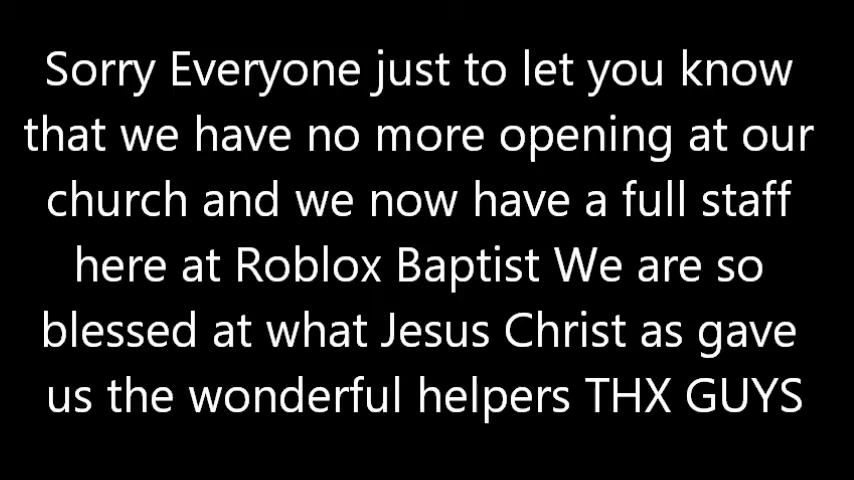 Sorry Everyone just to let you know
that we have no more opening at our
church and we now have a full staff
here at Roblox Baptist We are so
blessed at what Jesus Christ as gave
us the wonderful helpers THX GUYS